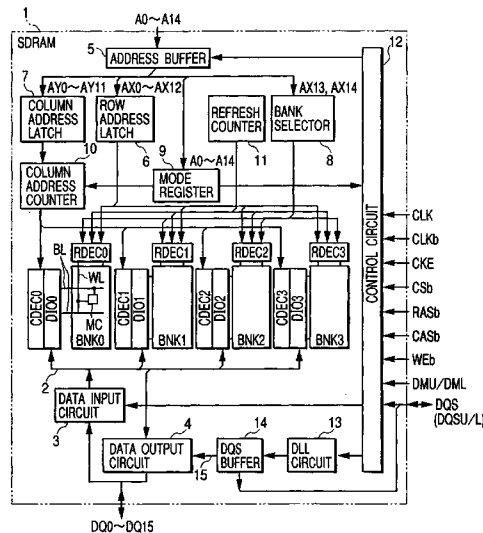 1
A0~A14
SDRAM
5
ADDRESS BUFFER
12
7
AY0~AY11
AX0~AX12
AX13, AX14
COLUMN ADDRESS LATCH
ROW ADDRESS LATCH
REFRESH COUNTER
BANK SELECTOR
10
6
9
A0~A14
11
8
COLUMN ADDRESS COUNTER
MODE REGISTER
CONTROL CIRCUIT
CLK
CLKb
CKE
CSb
RASb
CASb
WEb
DMU/DML
DQS
(DQSU/L)
BL
WL
RDEC0
RDEC1
RDEC2
RDEC3
CDEC0
DIO0
MC
BNK0
CDEC1
DIO1
BNK1
CDEC2
DIO2
BNK2
CDEC3
DIO3
BNK3
2
DATA INPUT CIRCUIT
3
4
14
13
DATA OUTPUT CIRCUIT
15
DQS BUFFER
DLL CIRCUIT
DQ0~DQ15